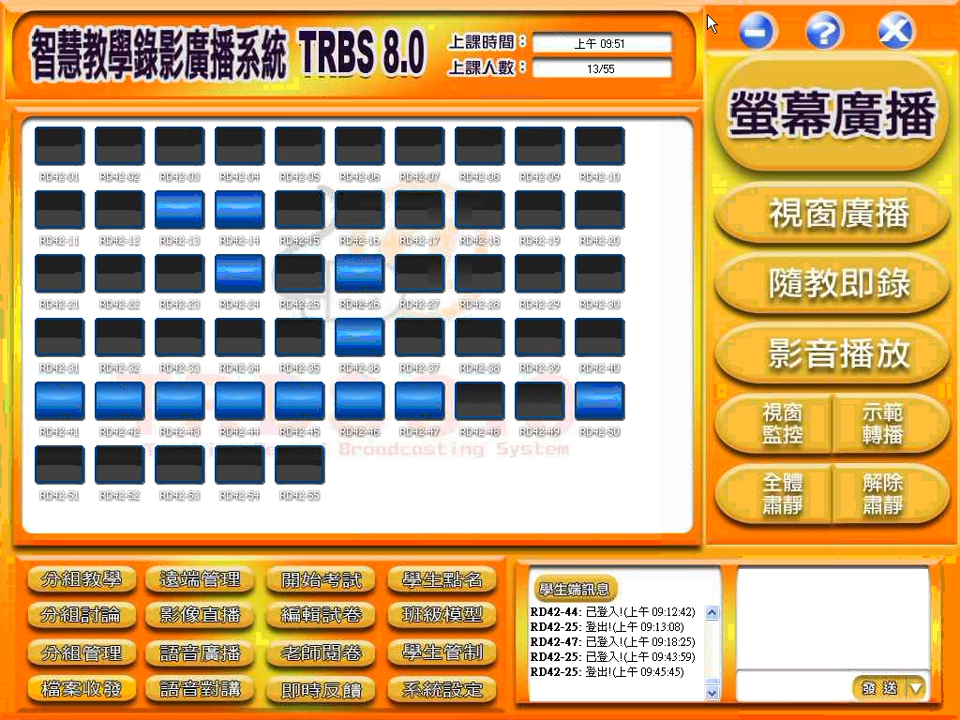 智慧教學錄影廣播系統 TRBS 8.0
上課時間： 上午 09:51
上課人數： 13/55
螢幕廣播
視窗廣播
隨教即錄
影音播放
視窗監控 示範轉播
全體肅靜 解除肅靜
RD42-01 RD42-02 RD42-03 RD42-04 RD42-05 RD42-06 RD42-07 RD42-08 RD42-09 RD42-10
RD42-11 RD42-12 RD42-13 RD42-14 RD42-15 RD42-16 RD42-17 RD42-18 RD42-19 RD42-20
RD42-21 RD42-22 RD42-23 RD42-24 RD42-25 RD42-26 RD42-27 RD42-28 RD42-29 RD42-30
RD42-31 RD42-32 RD42-33 RD42-34 RD42-35 RD42-36 RD42-37 RD42-38 RD42-39 RD42-40
RD42-41 RD42-42 RD42-43 RD42-44 RD42-45 RD42-46 RD42-47 RD42-48 RD42-49 RD42-50
Broadcasting System
RD42-51 RD42-52 RD42-53 RD42-54 RD42-55
分組教學 遠端管理 開始考試 學生點名
分組討論 影像直播 編輯試卷 班級模型
分組管理 語音廣播 老師閱卷 學生管制
檔案收發 語音對講 即時反饋 系統設定
學生端訊息
RD42-44: 已登入!(上午 09:12:42)
RD42-25: 登出!(上午 09:13:08)
RD42-47: 已登入!(上午 09:18:25)
RD42-25: 已登入!(上午 09:43:59)
RD42-25: 登出!(上午 09:45:45)
發送